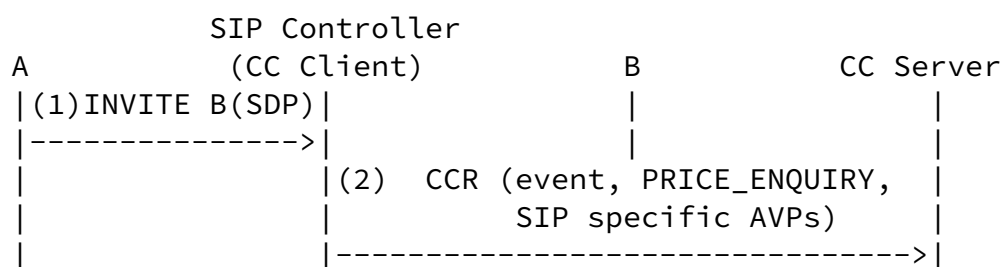 SIP Controller
A            (CC Client)           B           CC Server
|(1)INVITE B(SDP)|                |                |
|--------------->|                |                |
|                |(2)  CCR (event, PRICE_ENQUIRY,  |
|                |          SIP specific AVPs)     |
|                |-------------------------------->|